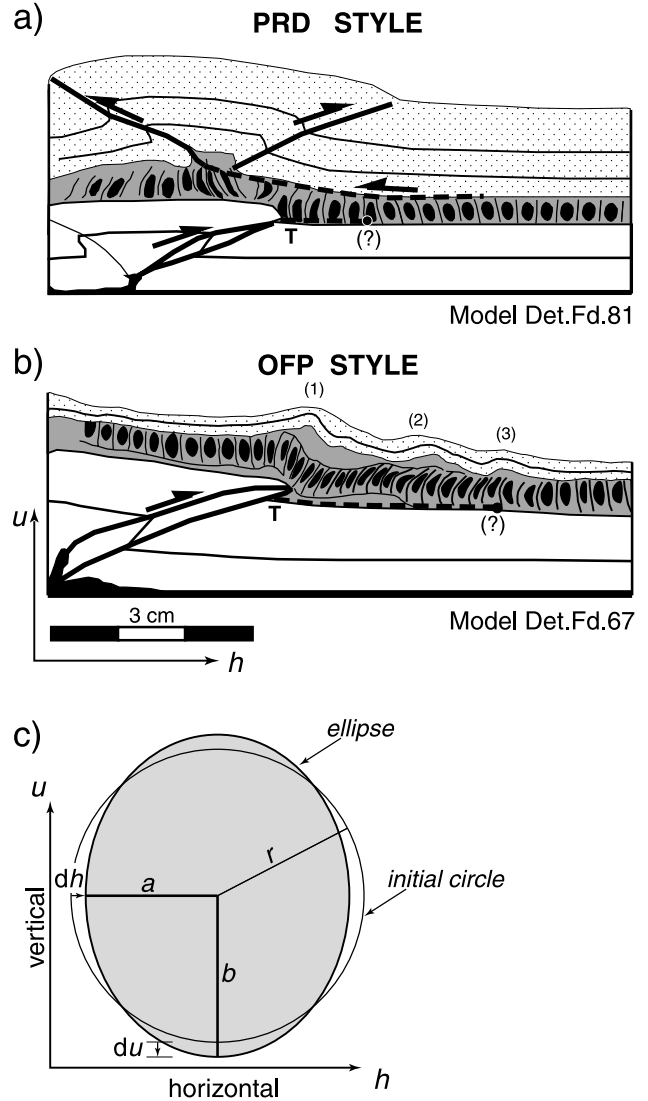 a)
PRD STYLE
T
(?)
Model Det.Fd.81
b)
OFP STYLE
(1)
(2)
(3)
u
T
(?)
3 cm
Model Det.Fd.67
h
c)
ellipse
u
r
dh
a
initial circle
vertical
b
du
horizontal
h